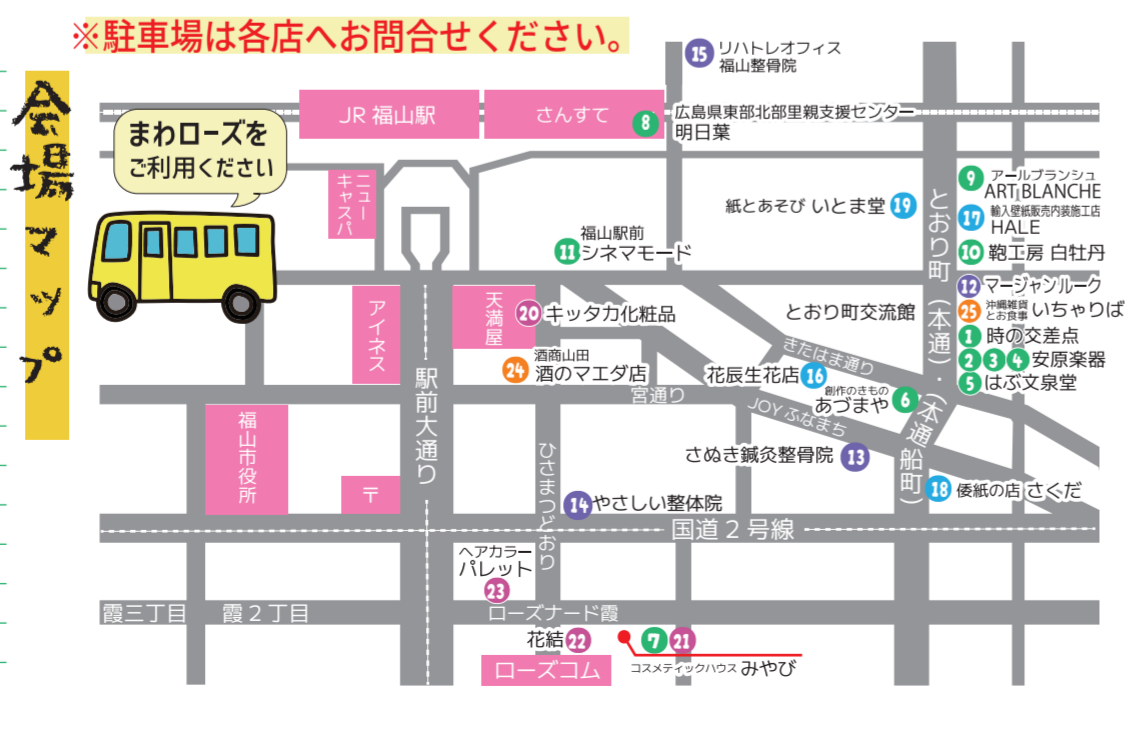 ※駐車場は各店へお問合せください。
会場マップ
まわローズを
ご利用ください
JR 福山駅
さんすて
8
広島県東部北部里親支援センター
明日葉
15
リハトレオフィス
福山整骨院
ニュー
キャスパ
紙とあそび いとま堂 19
福山駅前
11 シネマモード
9 アールブランシュ
ART BLANCHE
17 輸入壁紙販売内装施工店
HALE
10 鞄工房 白牡丹
12 マージャンルーク
25 沖縄雑貨
とお食事 いちゃりば
1 時の交差点
2 3 4 安原楽器
5 はぶ文泉堂
とおり町(本通)・(本通船町)
とおり町交流館
アイネス
天満屋
20 キッタカ化粧品
24 酒商山田
酒のマエダ店
駅前大通り
宮通り
きたはま通り
花辰生花店 16
創作のきもの
あづまや 6
JOYふなまち
さぬき鍼灸整骨院 13
福山市役所
〒
ひさまつどおり
14 やさしい整体院
18 倭紙の店 さくだ
国道2号線
ヘアカラー
パレット
23
霞三丁目
霞2丁目
ローズナード霞
花結 22
7 21
コスメティックハウス みやび
ローズコム